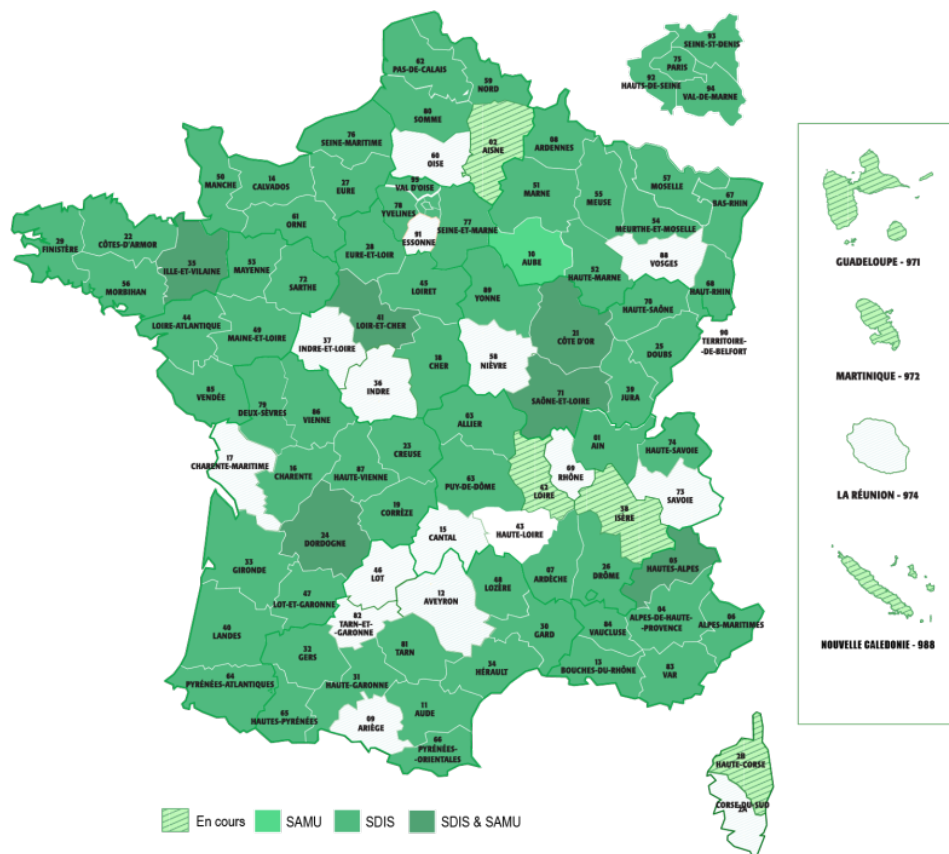 62
PAS-DE-CALAIS
59
NORD
80
SOMME
76
SEINE-MARITIME
60
OISE
02
AISNE
08
ARDENNES
93
SEINE-ST-DENIS
75
PARIS
92
HAUTS-DE-SEINE
94
VAL-DE-MARNE
50
MANCHE
14
CALVADOS
27
EURE
95
VAL D'OISE
78
YVELINES
91
ESSONNE
77
SEINE-ET-MARNE
51
MARNE
55
MEUSE
57
MOSELLE
67
BAS-RHIN
54
MEURTHE-ET-MOSELLE
61
ORNE
29
FINISTÈRE
22
CÔTES-D'ARMOR
35
ILLE-ET-VILAINE
53
MAYENNE
28
EURE-ET-LOIR
10
AUBE
88
VOSGES
52
HAUTE-MARNE
68
HAUT-RHIN
56
MORBIHAN
72
SARTHE
45
LOIRET
89
YONNE
70
HAUTE-SAÔNE
90
TERRITOIRE-
-DE-BELFORT
44
LOIRE-ATLANTIQUE
49
MAINE-ET-LOIRE
41
LOIR-ET-CHER
37
INDRE-ET-LOIRE
18
CHER
58
NIÈVRE
21
CÔTE D'OR
25
DOUBS
36
INDRE
39
JURA
85
VENDÉE
79
DEUX-SÈVRES
86
VIENNE
71
SAÔNE-ET-LOIRE
03
ALLIER
01
AIN
74
HAUTE-SAVOIE
17
CHARENTE-MARITIME
16
CHARENTE
87
HAUTE-VIENNE
23
CREUSE
63
PUY-DE-DÔME
42
LOIRE
69
RHÔNE
73
SAVOIE
38
ISÈRE
19
CORRÈZE
24
DORDOGNE
15
CANTAL
43
HAUTE-LOIRE
33
GIRONDE
46
LOT
12
AVEYRON
48
LOZÈRE
07
ARDÈCHE
26
DRÔME
05
HAUTES-ALPES
47
LOT-ET-GARONNE
82
TARN-ET-
-GARONNE
40
LANDES
32
GERS
81
TARN
30
GARD
84
VAUCLUSE
04
ALPES-DE-HAUTE-
-PROVENCE
06
ALPES-MARITIMES
64
PYRÉNÉES-ATLANTIQUES
31
HAUTE-GARONNE
34
HÉRAULT
13
BOUCHES-DU-RHÔNE
83
VAR
65
HAUTES-PYRÉNÉES
09
ARIÈGE
11
AUDE
66
PYRÉNÉES-
-ORIENTALES
2B
HAUTE-CORSE
CORSE-DU-SUD
2A
GUADELOUPE - 971
MARTINIQUE - 972
LA RÉUNION - 974
NOUVELLE CALEDONIE - 988
En cours
SAMU
SDIS
SDIS & SAMU